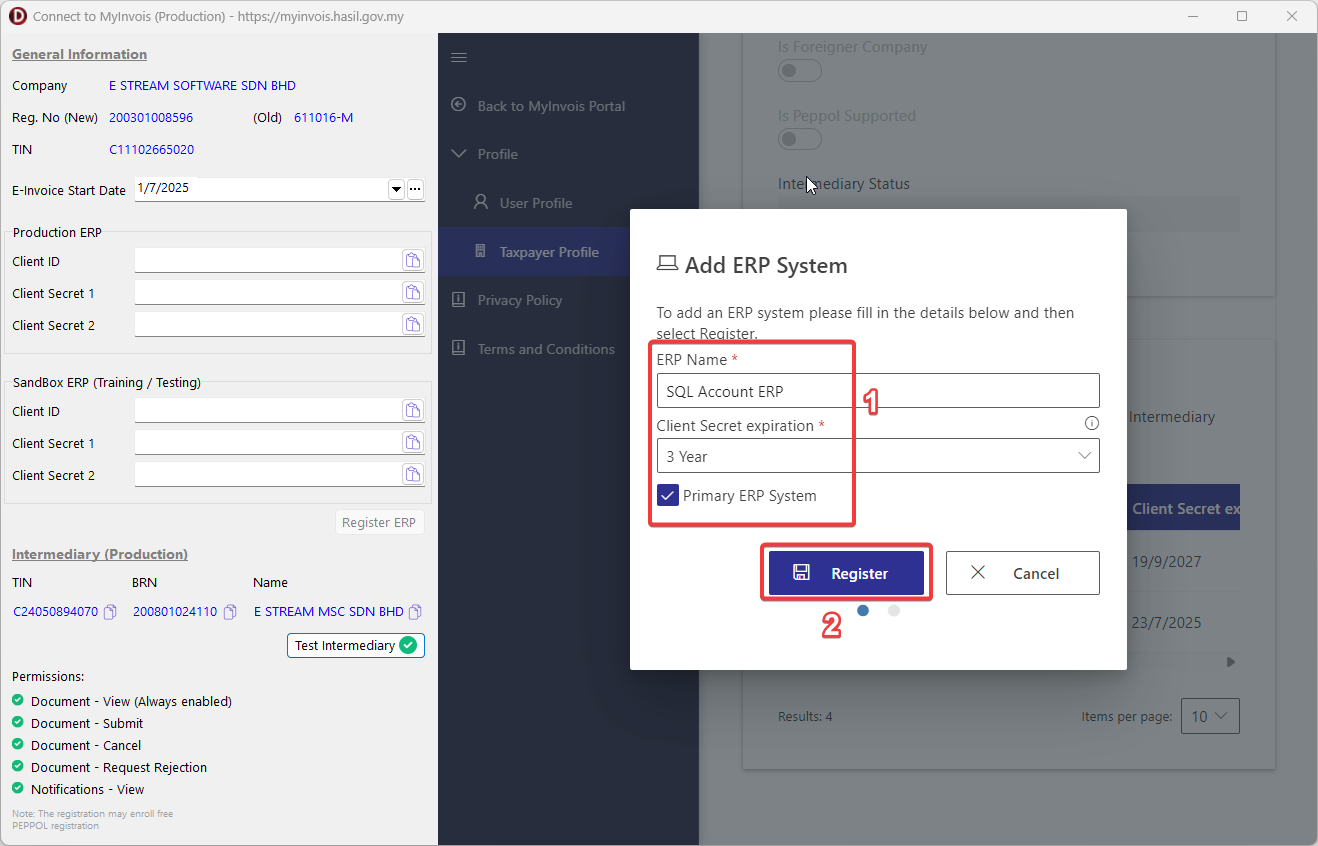 Connect to MyInvois (Production) - https://myinvois.hasil.gov.my
General Information
Company E STREAM SOFTWARE SDN BHD
Reg. No (New) 200301008596 (Old) 611016-M
TIN C11102665020
E-Invoice Start Date 1/7/2025
Production ERP
Client ID
Client Secret 1
Client Secret 2
SandBox ERP (Training / Testing)
Client ID
Client Secret 1
Client Secret 2
Register ERP
Intermediary (Production)
TIN BRN Name
C24050894070 200801024110 E STREAM MSC SDN BHD
Test Intermediary
Permissions:
Document - View (Always enabled)
Document - Submit
Document - Cancel
Document - Request Rejection
Notifications - View
Note: The registration may enroll free
PEPPOL registration
Back to MyInvois Portal
Profile
User Profile
Taxpayer Profile
Privacy Policy
Terms and Conditions
Is Foreigner Company
Is Peppol Supported
Intermediary Status
Add ERP System
To add an ERP system please fill in the details below and then
select Register.
ERP Name *
SQL Account ERP
1
Client Secret expiration *
3 Year
Primary ERP System
Register
Cancel
2
Intermediary
Client Secret ex
19/9/2027
23/7/2025
Results: 4
Items per page: 10